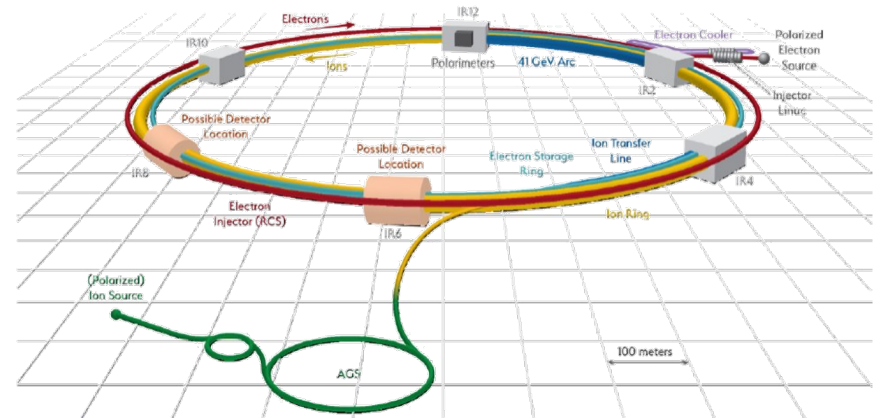 IR12
Electrons
IR10
Ions
Polarimeters
41 GeV Arc
Electron Cooler
Polarized
Electron
Source
IR2
Injector
Linac
Possible Detector
Location
Possible Detector
Location
Ion Transfer
Line
Electron Storage
Ring
IR8
IR4
Electron
Injector (RCS)
Ion Ring
IR6
(Polarized)
Ion Source
100 meters
AGS